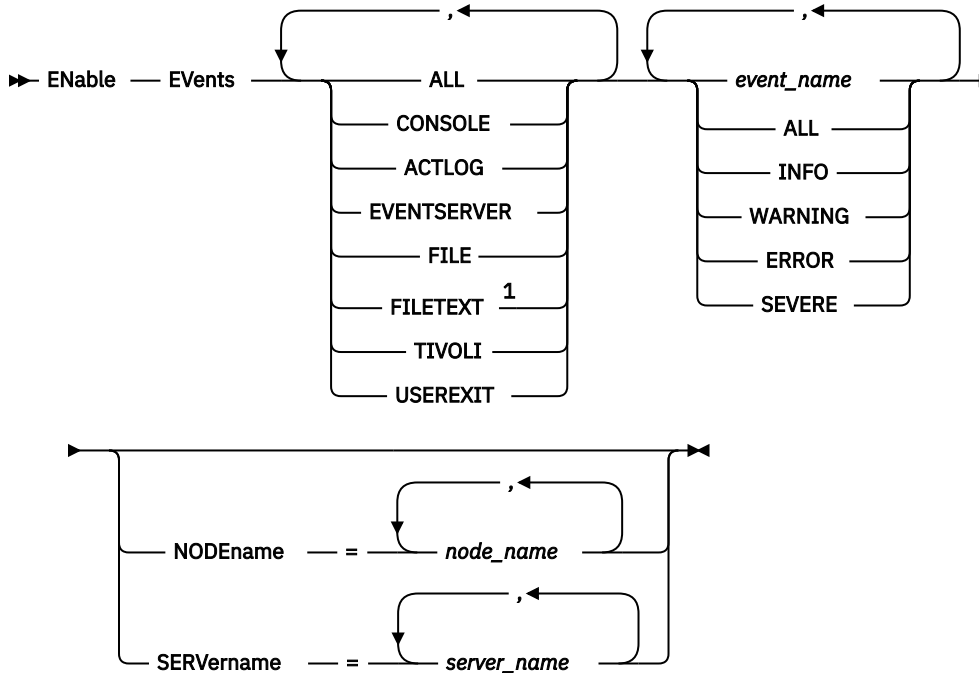 , ,
ENable EVents ALL event_name
CONSOLE ALL
ACTLOG INFO
EVENTSERVER WARNING
FILE ERROR
FILETEXT 1 SEVERE
TIVOLI
USEREXIT
,
NODEname = node_name
,
SERVername = server_name